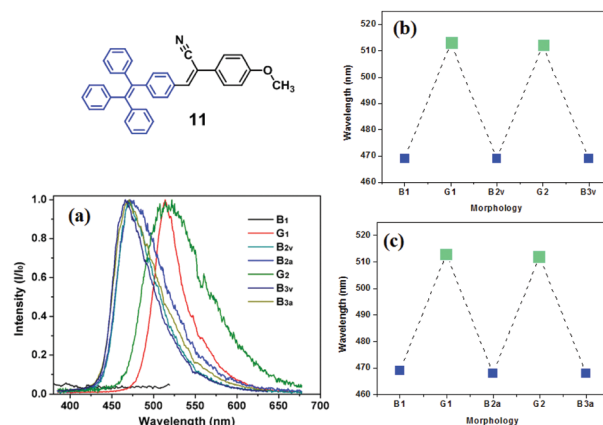 N
O
CH3
11
(a)
Intensity (I/I0)
1.0
0.8
0.6
0.4
0.2
0.0
B1
G1
B2v
B2a
G2
B3v
B3a
400 450 500 550 600 650 700
Wavelength (nm)
(b)
Wavelength (nm)
520
510
500
490
480
470
460
B1 G1 B2v G2 B3v
Morphology
(c)
Wavelength (nm)
520
510
500
490
480
470
460
B1 G1 B2a G2 B3a
Morphology